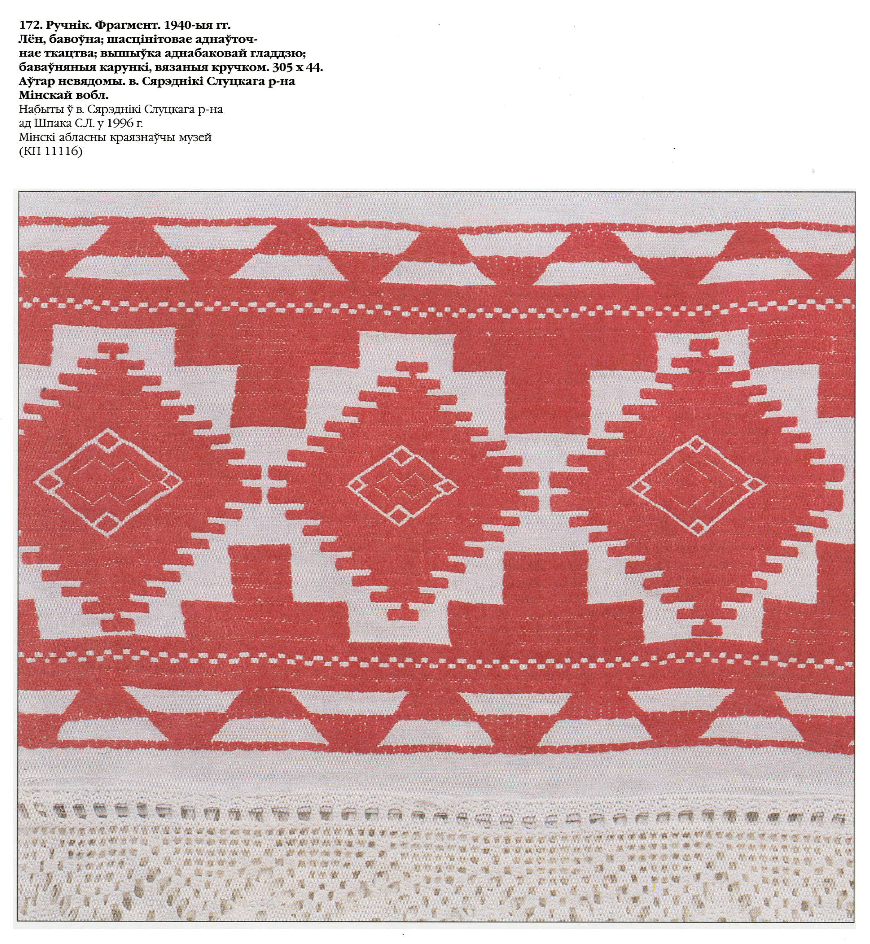 172. Ручнік. Фрагмент. 1940-ыя гг.
Лён, бавоўна; шасцінітовае аднаўточ-
нае ткацтва; вышыўка аднабаковай гладдзю;
баваўняныя карункі, вязаныя кручком. 305 х 44.
Аўтар невядомы. в. Сярэднікі Слуцкага р-на
Мінскай вобл.
Набыты ў в. Сярэднікі Слуцкага р-на
ад Шпака С.Л. у 1996 г.
Мінскі абласны краязнаўчы музей
(КП 11116)